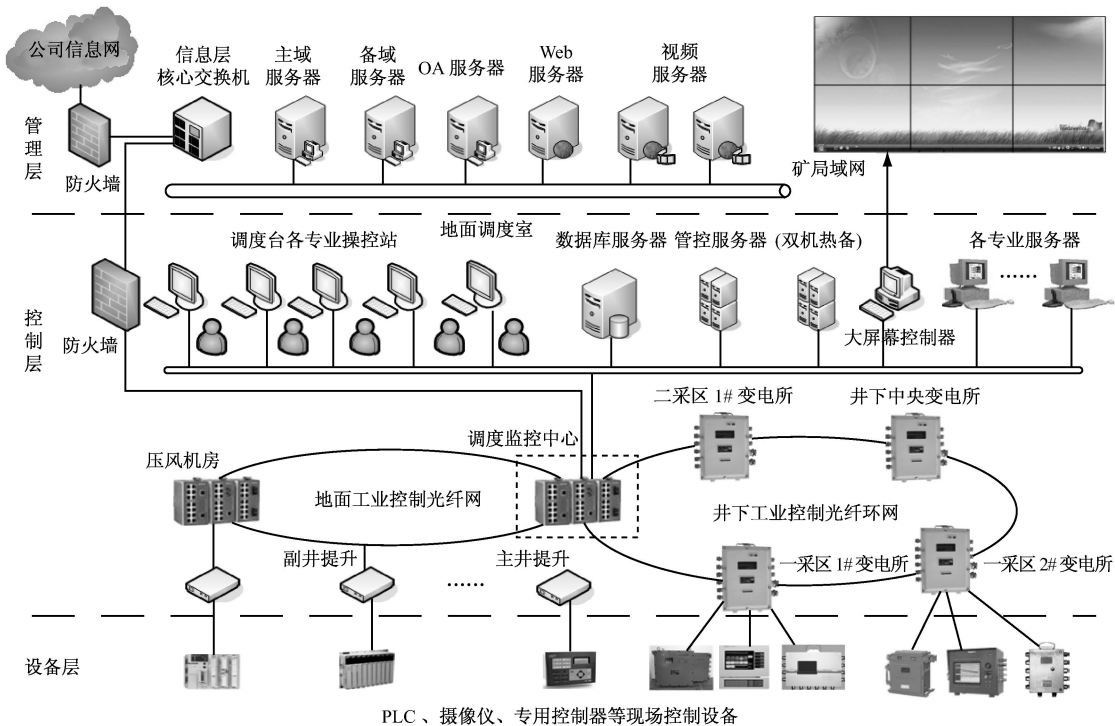 公司信息网
信息层
核心交换机
主域
服务器
备域
服务器
OA 服务器
Web
服务器
视频
服务器
管理层
防火墙
矿局域网
调度台各专业操控站
地面调度室
数据库服务器
管控服务器
(双机热备)
各专业服务器
······
控制层
防火墙
大屏幕控制器
二采区 1# 变电所
井下中央变电所
调度监控中心
压风机房
地面工业控制光纤网
井下工业控制光纤环网
副井提升
······
主井提升
一采区 1# 变电所
一采区 2# 变电所
设备层
PLC 、摄像仪、专用控制器等现场控制设备